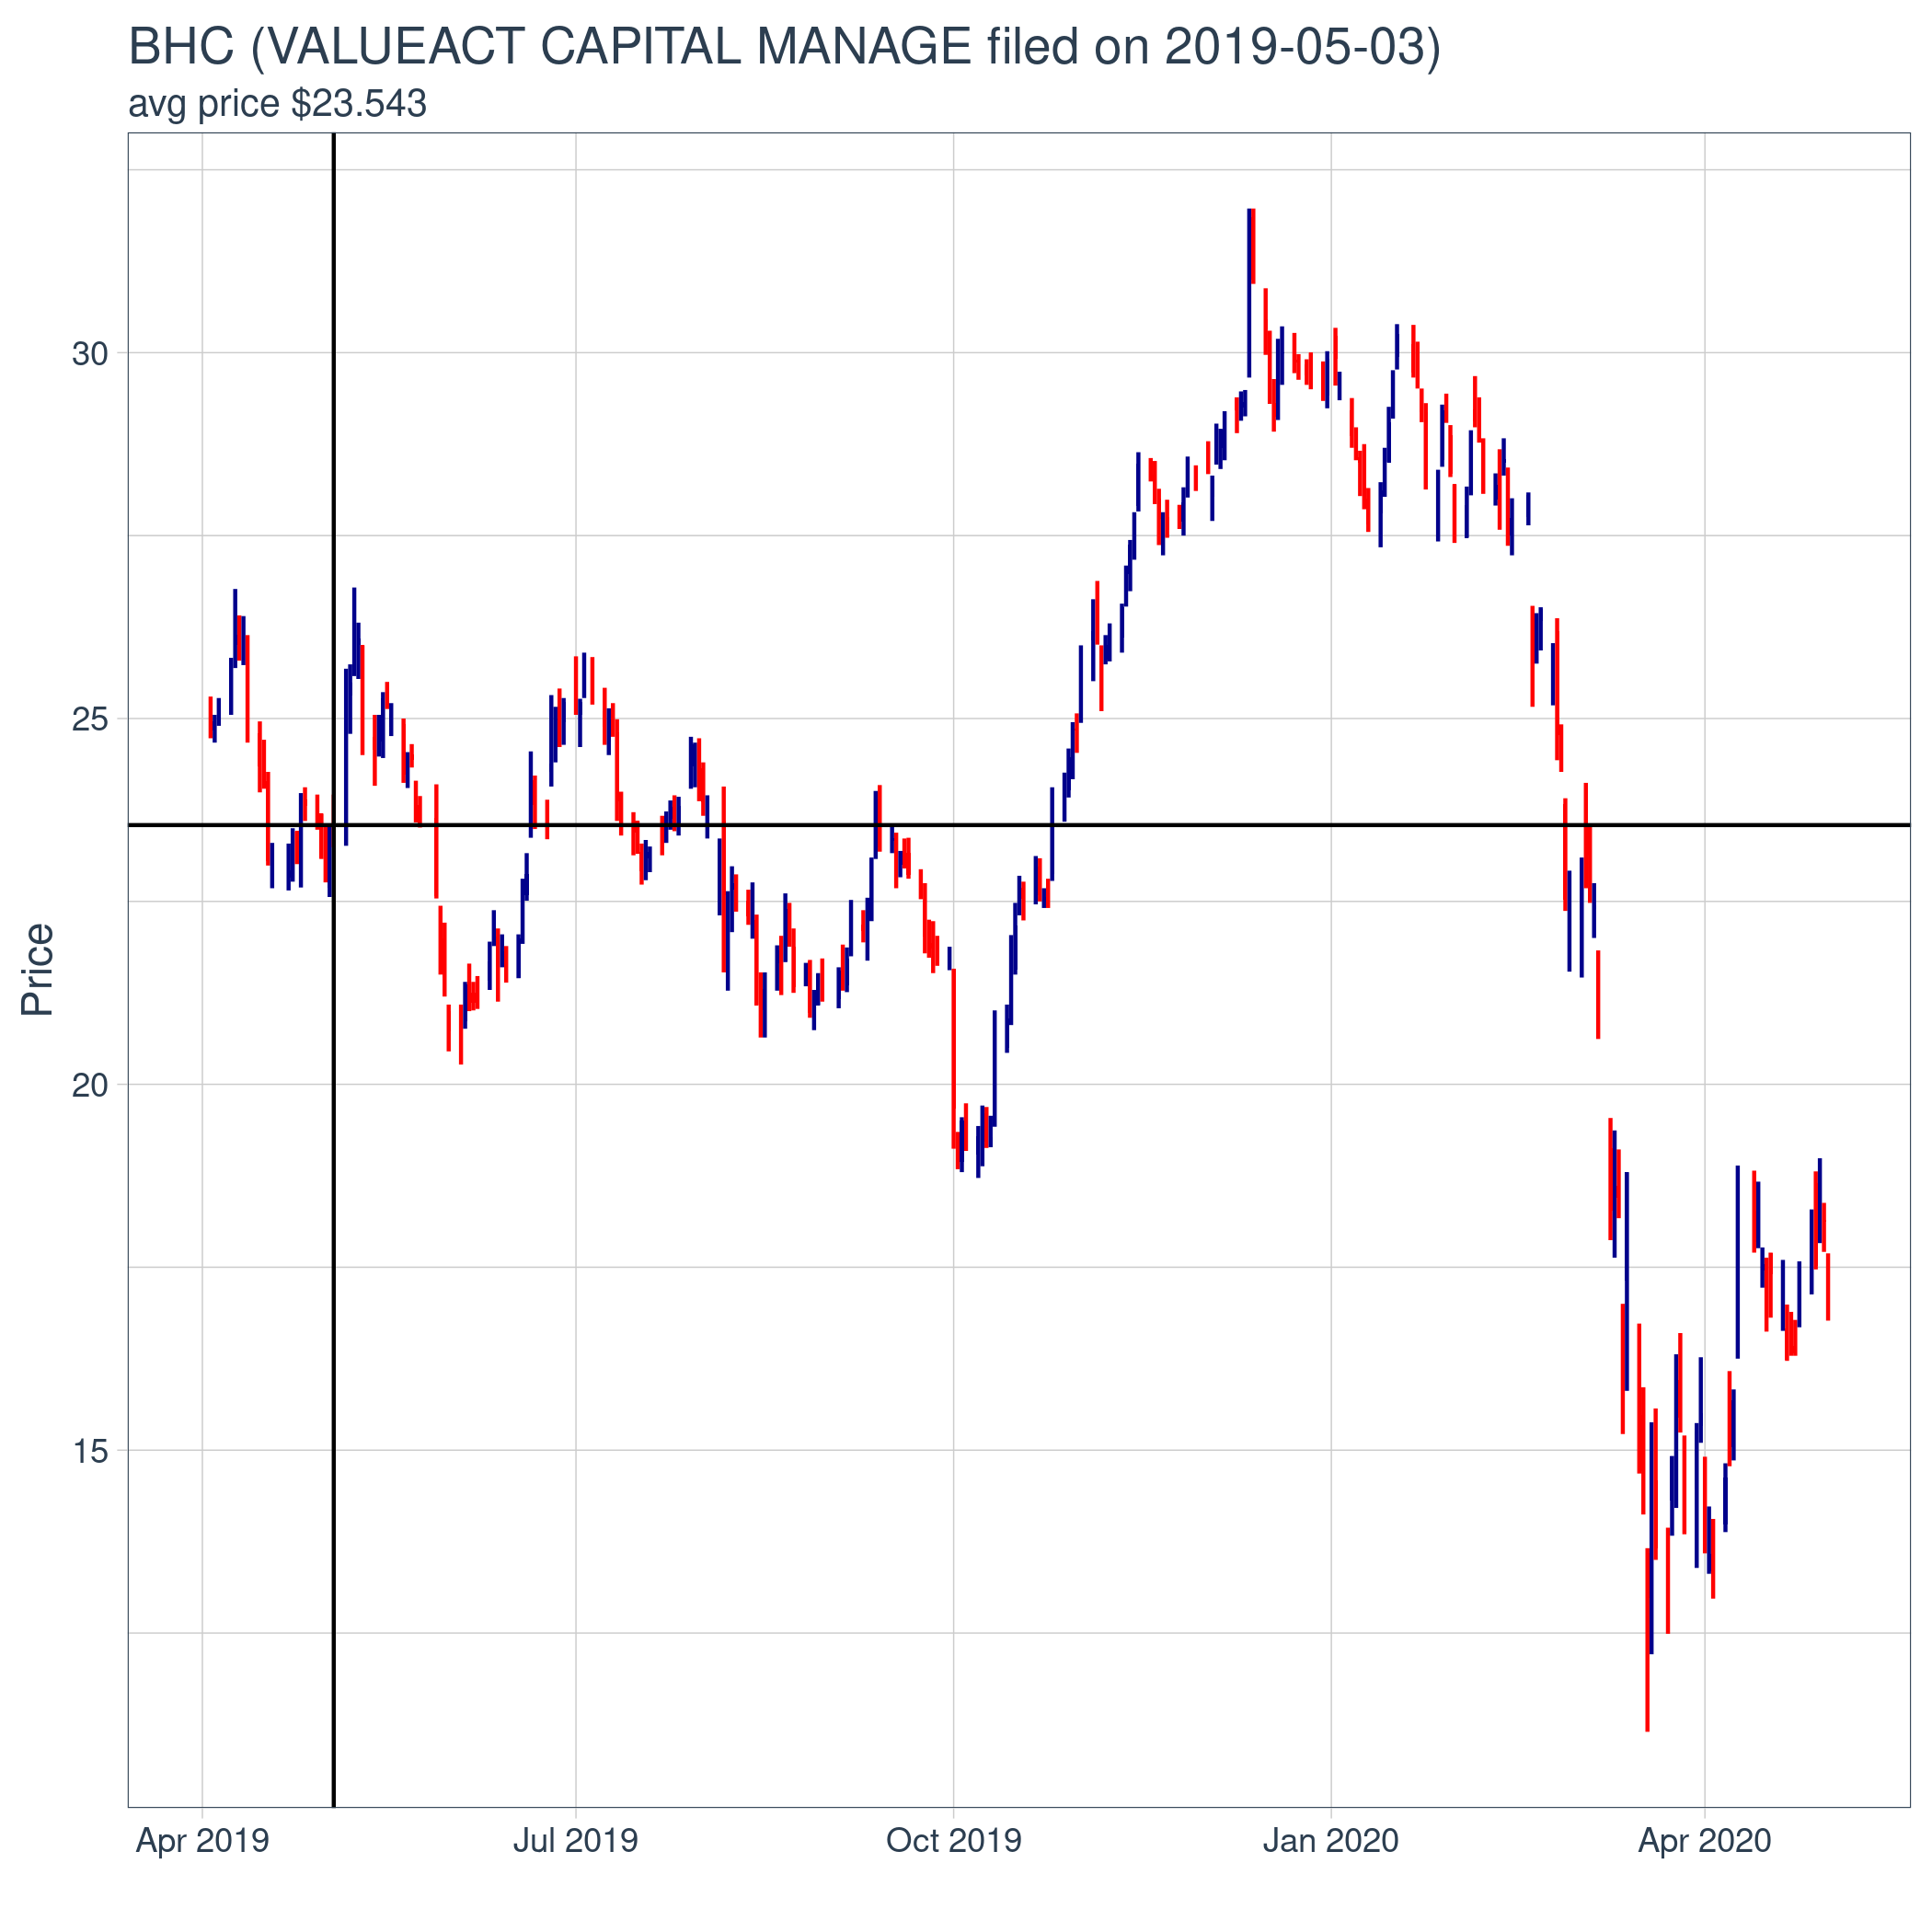 BHC (VALUEACT CAPITAL MANAGE filed on 2019-05-03)
avg price $23.543
30
25
20
15
Price
Apr 2019
Jul 2019
Oct 2019
Jan 2020
Apr 2020